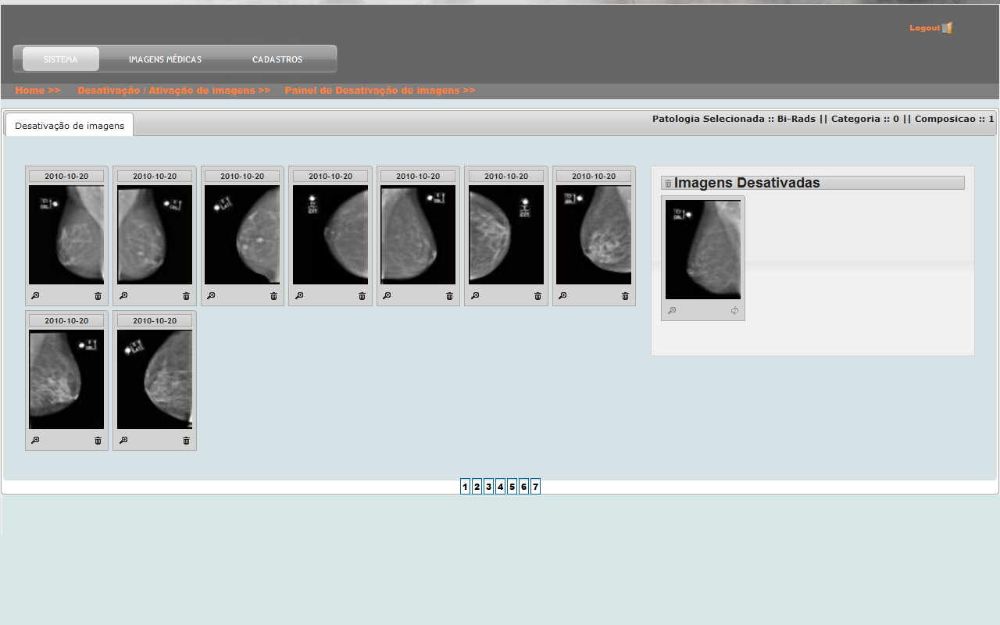 Logout
SISTEMA IMAGENS MÉDICAS CADASTROS
Home >> Desativação / Ativação de imagens >> Painel de Desativação de imagens >>
Desativação de imagens
Patologia Selecionada :: Bi-Rads || Categoria :: 0 || Composicao :: 1
2010-10-20 2010-10-20 2010-10-20 2010-10-20 2010-10-20 2010-10-20 2010-10-20
Imagens Desativadas
2010-10-20 2010-10-20
1 2 3 4 5 6 7